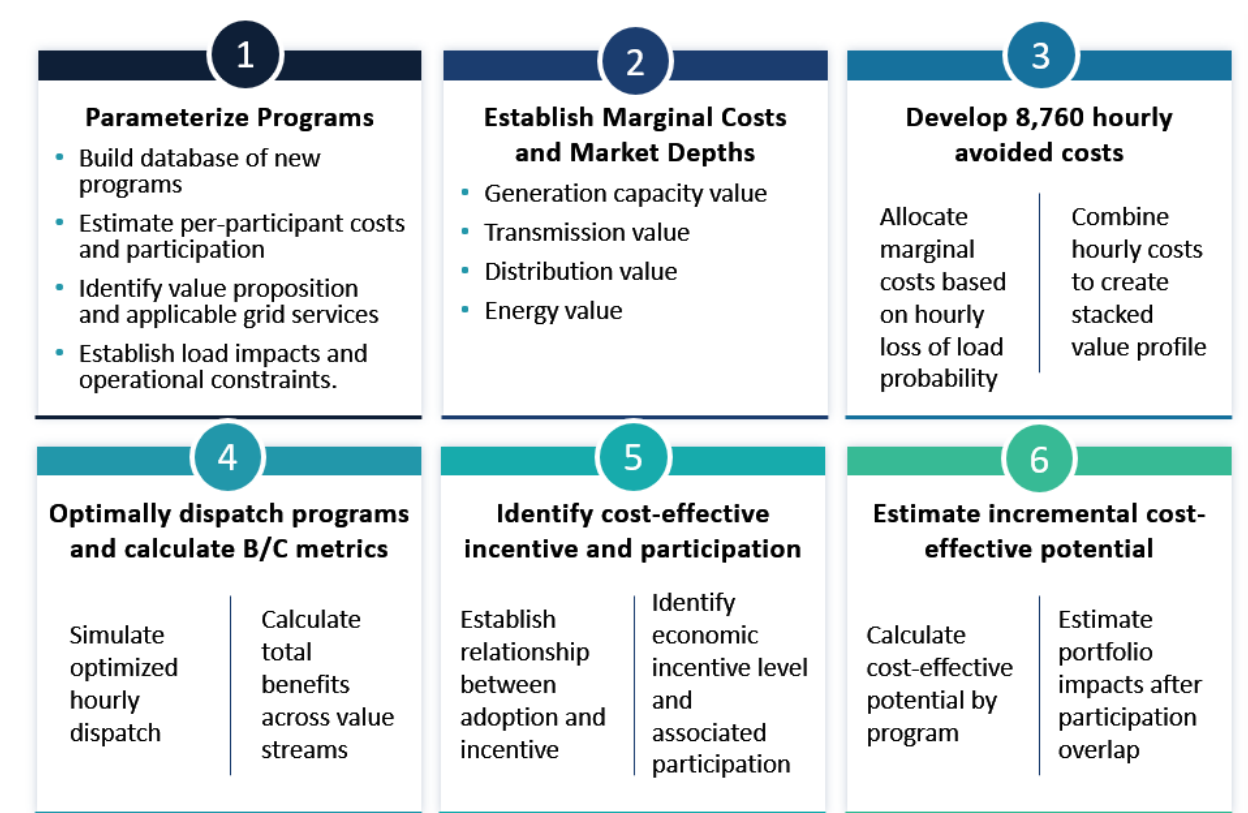 1
Parameterize Programs
• Build database of new
programs
• Estimate per-participant costs
and participation
• Identify value proposition
and applicable grid services
• Establish load impacts and
operational constraints.
2
Establish Marginal Costs
and Market Depths
• Generation capacity value
• Transmission value
• Distribution value
• Energy value
3
Develop 8,760 hourly
avoided costs
Allocate
marginal
costs based
on hourly
loss of load
probability
Combine
hourly costs
to create
stacked
value profile
4
Optimally dispatch programs
and calculate B/C metrics
Simulate
optimized
hourly
dispatch
Calculate
total
benefits
across value
streams
5
Identify cost-effective
incentive and participation
Establish
relationship
between
adoption and
incentive
Identify
economic
incentive level
and
associated
participation
6
Estimate incremental cost-
effective potential
Calculate
cost-effective
potential by
program
Estimate
portfolio
impacts after
participation
overlap